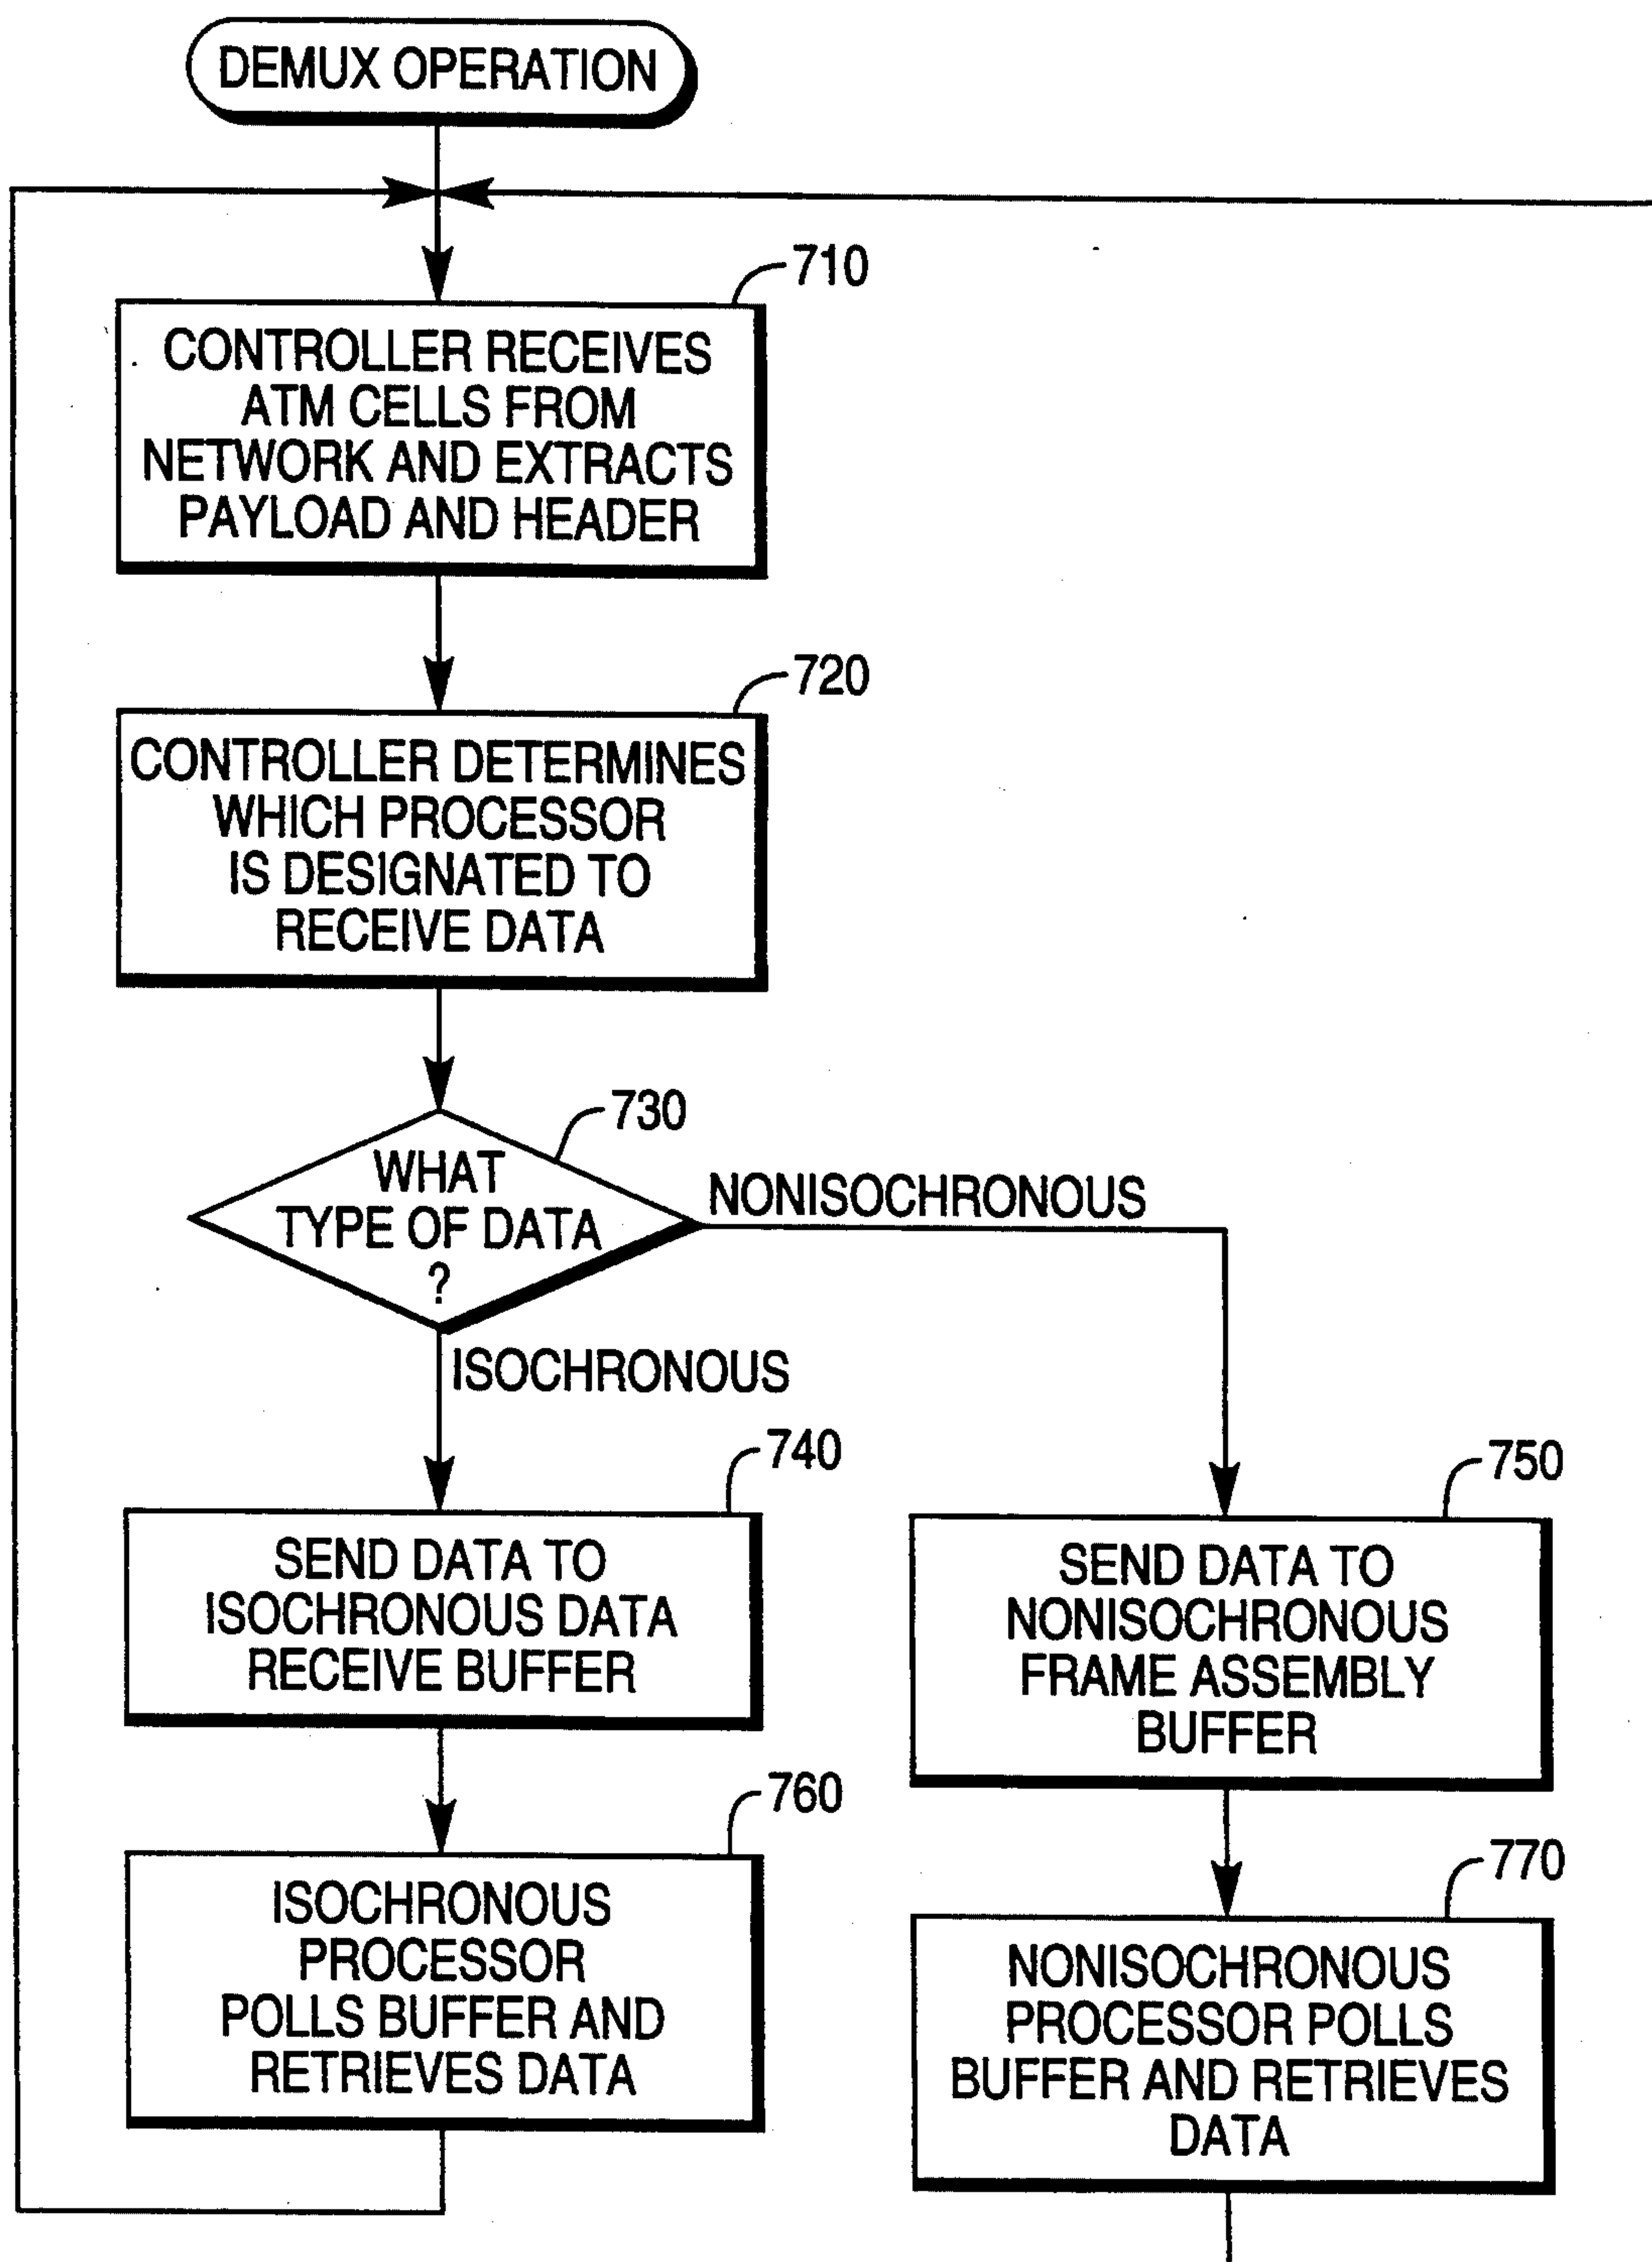 DEMUX OPERATION
710
CONTROLLER RECEIVES
ATM CELLS FROM
NETWORK AND EXTRACTS
PAYLOAD AND HEADER
720
CONTROLLER DETERMINES
WHICH PROCESSOR
IS DESIGNATED TO
RECEIVE DATA
730
WHAT
TYPE OF DATA
?
NONISOCHRONOUS
ISOCHRONOUS
740
SEND DATA TO
ISOCHRONOUS DATA
RECEIVE BUFFER
750
SEND DATA TO
NONISOCHRONOUS
FRAME ASSEMBLY
BUFFER
760
ISOCHRONOUS
PROCESSOR
POLLS BUFFER AND
RETRIEVES DATA
770
NONISOCHRONOUS
PROCESSOR POLLS
BUFFER AND RETRIEVES
DATA